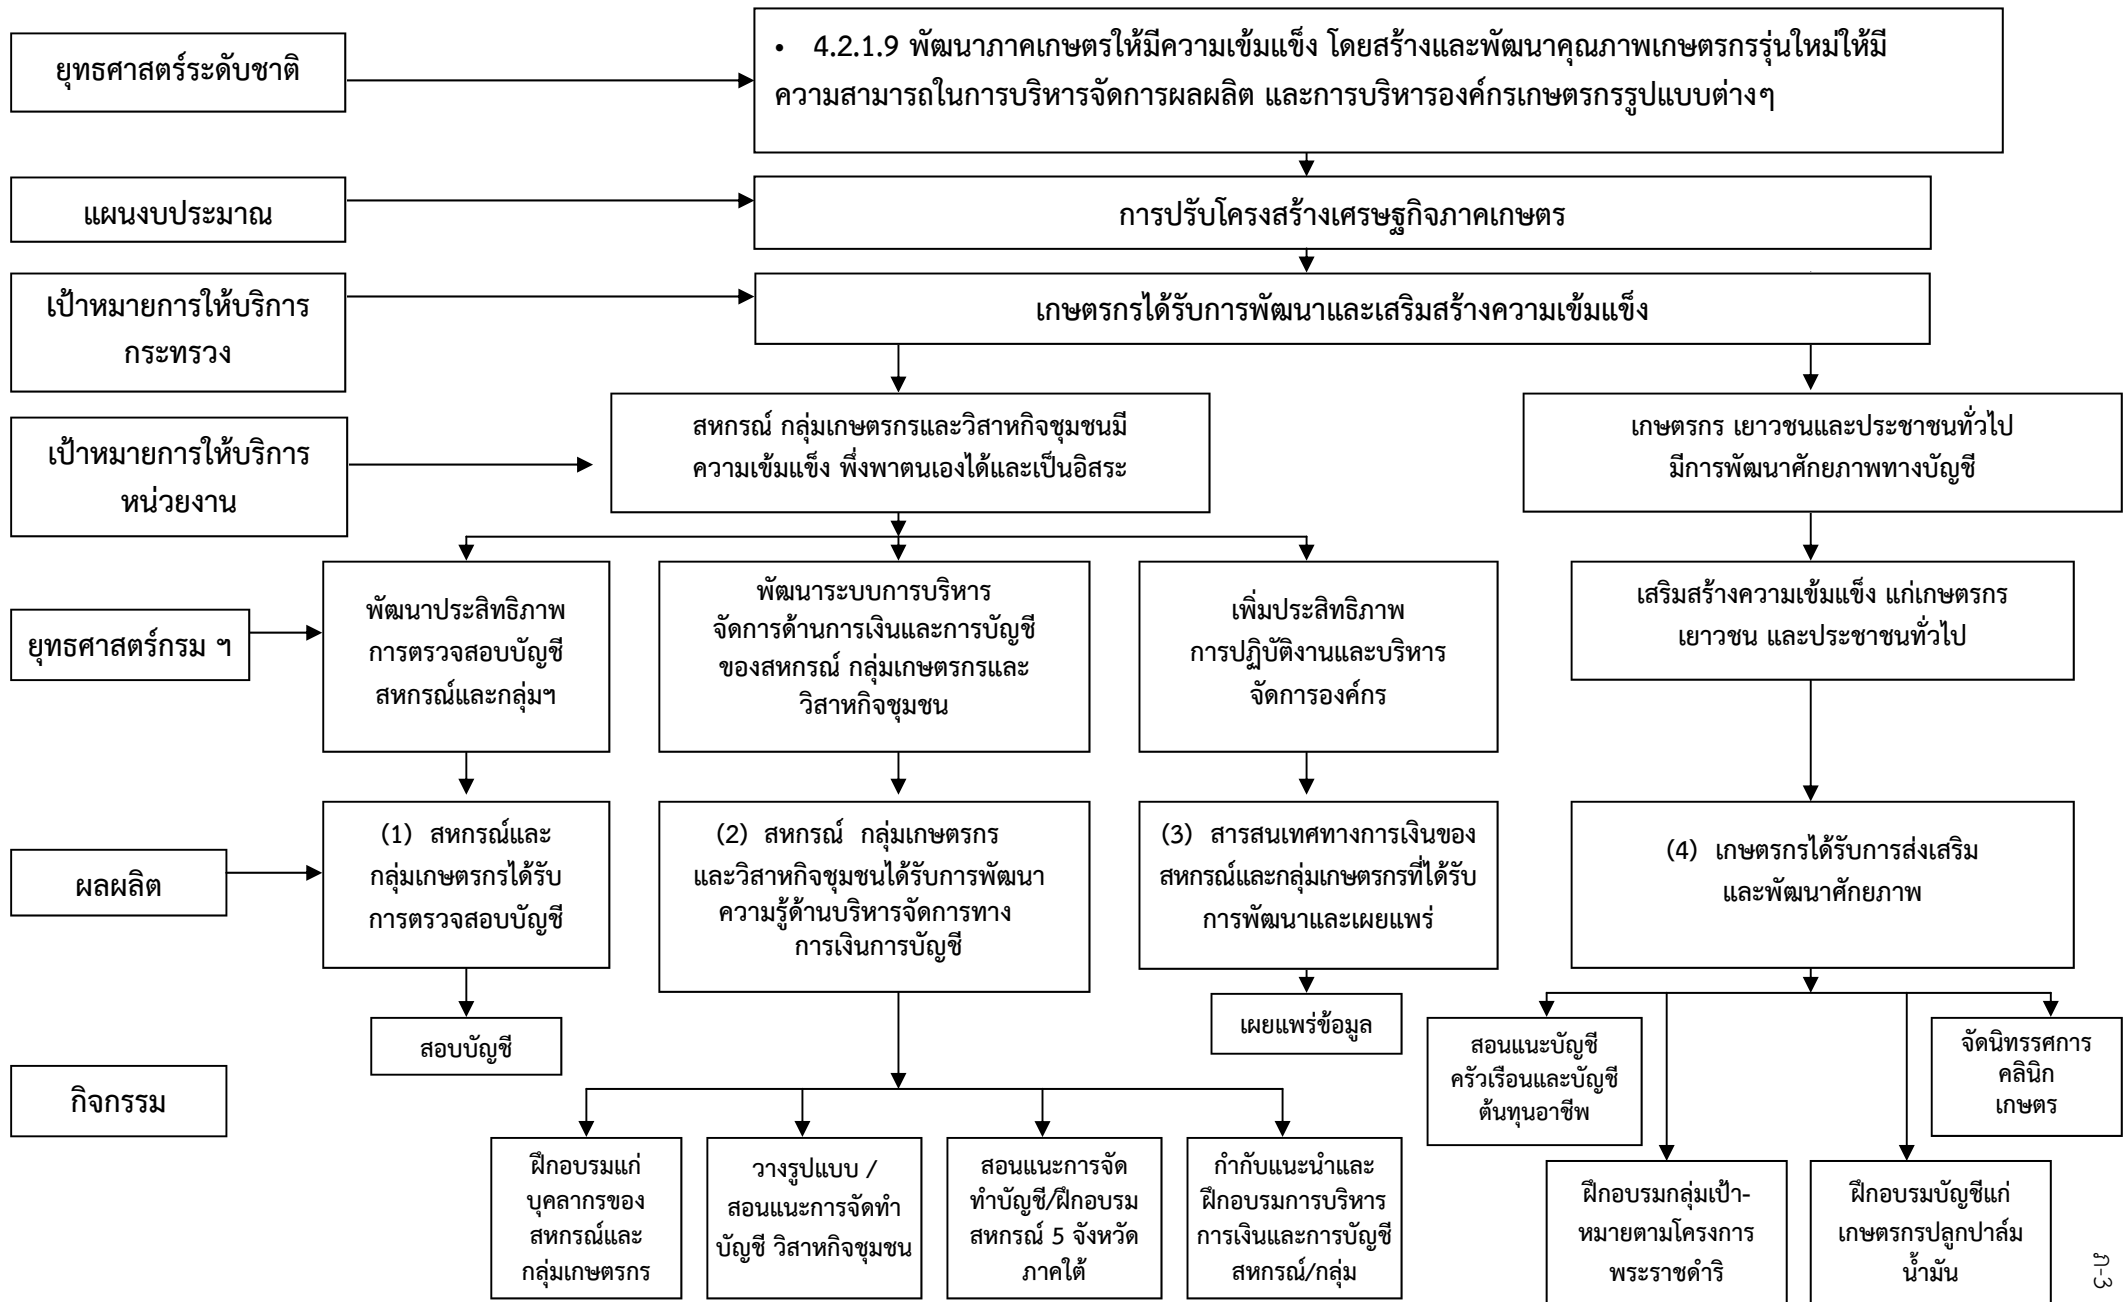 ยุทธศาสตร์ระดับชาติ
• 4.2.1.9 พัฒนาภาคเกษตรให้มีความเข้มแข็ง โดยสร้างและพัฒนาคุณภาพเกษตรกรรุ่นใหม่ให้มี
ความสามารถในการบริหารจัดการผลผลิต และการบริหารองค์กรเกษตรกรรูปแบบต่างๆ
แผนงบประมาณ
การปรับโครงสร้างเศรษฐกิจภาคเกษตร
เป้าหมายการให้บริการ
กระทรวง
เกษตรกรได้รับการพัฒนาและเสริมสร้างความเข้มแข็ง
เป้าหมายการให้บริการ
หน่วยงาน
สหกรณ์ กลุ่มเกษตรกรและวิสาหกิจชุมชนมี
ความเข้มแข็ง พึ่งพาตนเองได้และเป็นอิสระ
เกษตรกร เยาวชนและประชาชนทั่วไป
มีการพัฒนาศักยภาพทางบัญชี
ยุทธศาสตร์กรม ฯ
พัฒนาประสิทธิภาพ
การตรวจสอบบัญชี
สหกรณ์และกลุ่มฯ
พัฒนาระบบการบริหาร
จัดการด้านการเงินและการบัญชี
ของสหกรณ์ กลุ่มเกษตรกรและ
วิสาหกิจชุมชน
เพิ่มประสิทธิภาพ
การปฏิบัติงานและบริหาร
จัดการองค์กร
เสริมสร้างความเข้มแข็ง แก่เกษตรกร
เยาวชน และประชาชนทั่วไป
ผลผลิต
(1) สหกรณ์และ
กลุ่มเกษตรกรได้รับ
การตรวจสอบบัญชี
(2) สหกรณ์ กลุ่มเกษตรกร
และวิสาหกิจชุมชนได้รับการพัฒนา
ความรู้ด้านบริหารจัดการทาง
การเงินการบัญชี
(3) สารสนเทศทางการเงินของ
สหกรณ์และกลุ่มเกษตรกรที่ได้รับ
การพัฒนาและเผยแพร่
(4) เกษตรกรได้รับการส่งเสริม
และพัฒนาศักยภาพ
กิจกรรม
สอบบัญชี
เผยแพร่ข้อมูล
สอนแนะบัญชี
ครัวเรือนและบัญชี
ต้นทุนอาชีพ
จัดนิทรรศการ
คลินิก
เกษตร
ฝึกอบรมแก่
บุคลากรของ
สหกรณ์และ
กลุ่มเกษตรกร
วางรูปแบบ /
สอนแนะการจัดทำ
บัญชี วิสาหกิจชุมชน
สอนแนะการจัด
ทำบัญชี/ฝึกอบรม
สหกรณ์ 5 จังหวัด
ภาคใต้
กำกับแนะนำและ
ฝึกอบรมการบริหาร
การเงินและการบัญชี
สหกรณ์/กลุ่ม
ฝึกอบรมกลุ่มเป้า-
หมายตามโครงการ
พระราชดำริ
ฝึกอบรมบัญชีแก่
เกษตรกรปลูกปาล์ม
น้ำมัน
ภ-3